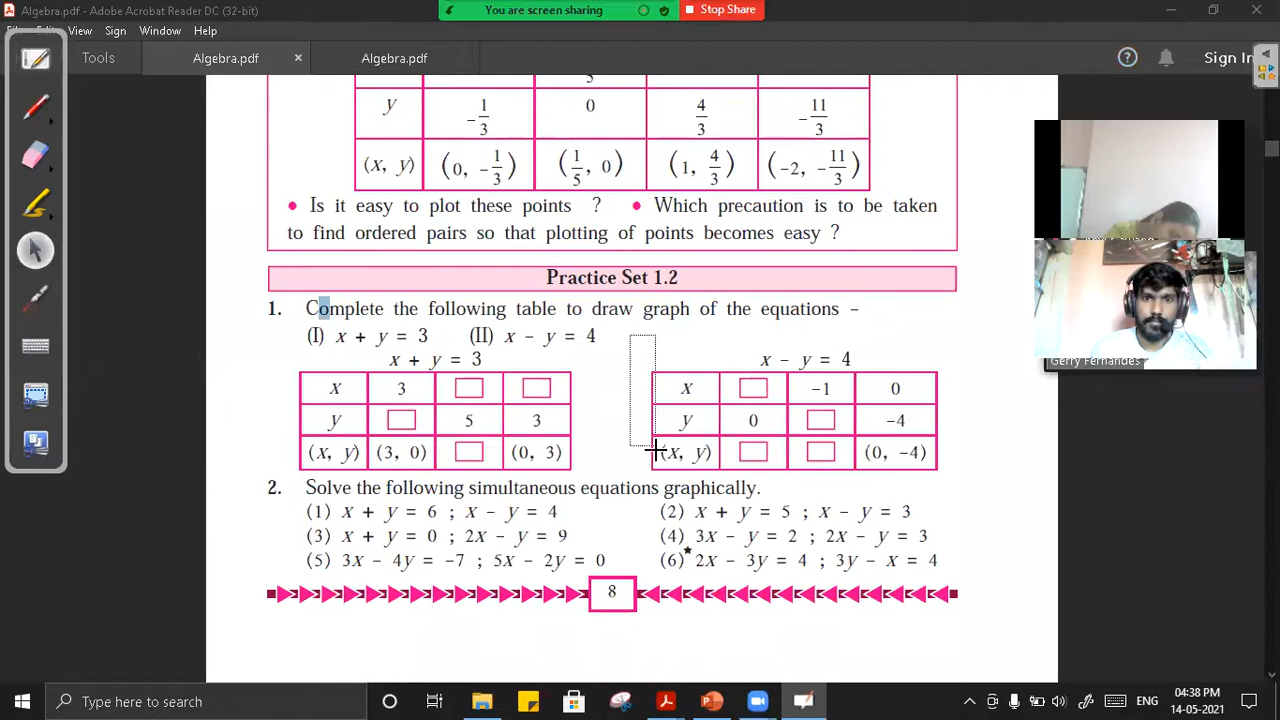 Algebra.pdf - Adobe Acrobat Reader DC (32-bit)
You are screen sharing
Stop Share
View Sign Window Help
Tools Algebra.pdf × Algebra.pdf Sign In
5
y -1/3 0 4/3 -11/3
(x, y) (0, -1/3) (1/5, 0) (1, 4/3) (-2, -11/3)
• Is it easy to plot these points ? • Which precaution is to be taken
to find ordered pairs so that plotting of points becomes easy ?
Practice Set 1.2
1. Complete the following table to draw graph of the equations –
(I) x + y = 3 (II) x - y = 4
x + y = 3
x 3 □ □
y □ 5 3
(x, y) (3, 0) □ (0, 3)
x - y = 4
x □ -1 0
y 0 □ -4
(x, y) □ □ (0, -4)
2. Solve the following simultaneous equations graphically.
(1) x + y = 6 ; x - y = 4 (2) x + y = 5 ; x - y = 3
(3) x + y = 0 ; 2x - y = 9 (4) 3x - y = 2 ; 2x - y = 3
(5) 3x - 4y = -7 ; 5x - 2y = 0 (6)★ 2x - 3y = 4 ; 3y - x = 4
8
Gerry Fernandes
Type here to search
ENG
04:38 PM
14-05-2021